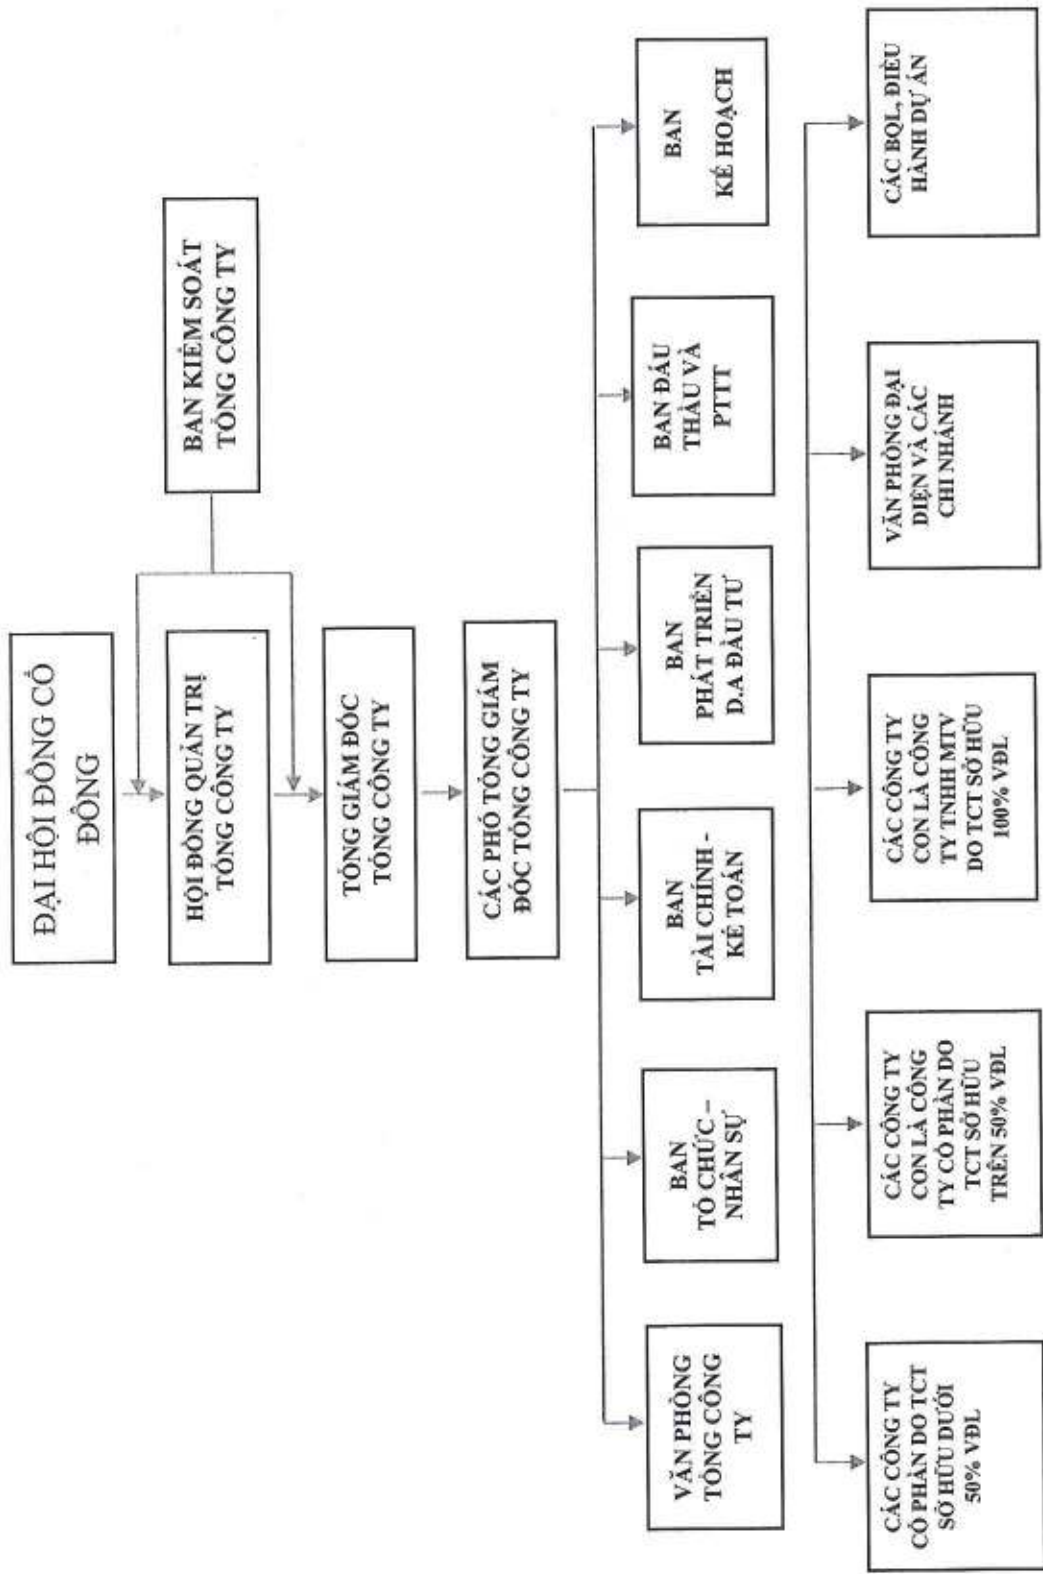 ĐẠI HỘI ĐỒNG CỔ
ĐÔNG
BAN KIỂM SOÁT
TỔNG CÔNG TY
HỘI ĐỒNG QUẢN TRỊ
TỔNG CÔNG TY
TỔNG GIÁM ĐỐC
TỔNG CÔNG TY
CÁC PHÓ TỔNG GIÁM
ĐỐC TỔNG CÔNG TY
VĂN PHÒNG
TỔNG CÔNG
TY
BAN
TỔ CHỨC –
NHÂN SỰ
BAN
TÀI CHÍNH -
KẾ TOÁN
BAN
PHÁT TRIỂN
D.A ĐẦU TƯ
BAN ĐẤU
THẦU VÀ
PTTT
BAN
KẾ HOẠCH
CÁC CÔNG TY
CỔ PHẦN DO TCT
SỞ HỮU DƯỚI
50% VĐL
CÁC CÔNG TY
CON LÀ CÔNG
TY CỔ PHẦN DO
TCT SỞ HỮU
TRÊN 50% VĐL
CÁC CÔNG TY
CON LÀ CÔNG
TY TNHH MTV
DO TCT SỞ HỮU
100% VĐL
VĂN PHÒNG ĐẠI
DIỆN VÀ CÁC
CHI NHÁNH
CÁC BQL, ĐIỀU
HÀNH DỰ ÁN